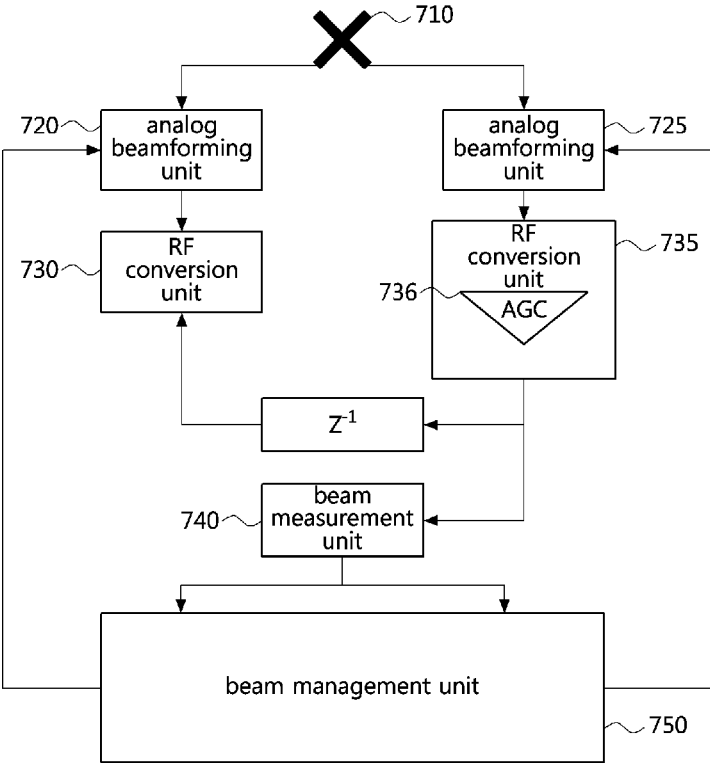 710
720
analog
beamforming
unit
analog
beamforming
unit
725
730
RF
conversion
unit
RF
conversion
unit
735
736
AGC
Z-1
740
beam
measurement
unit
beam management unit
750